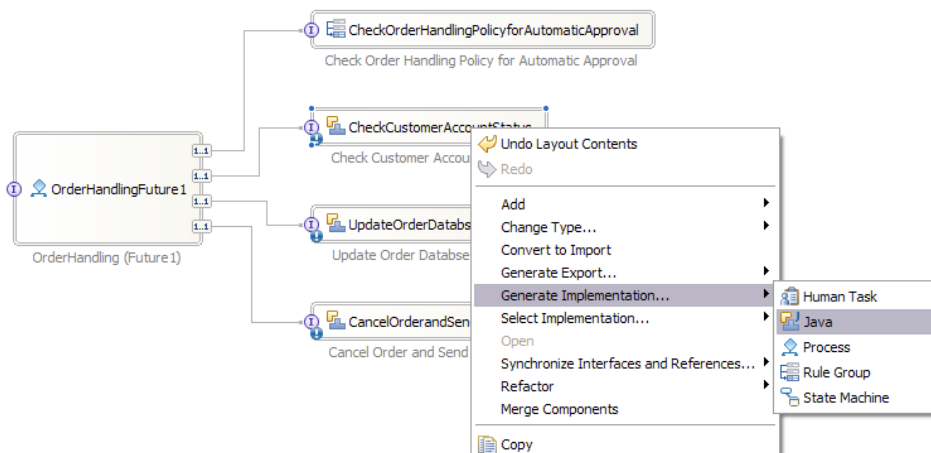 CheckOrderHandlingPolicyforAutomaticApproval
Check Order Handling Policy for Automatic Approval
1..1
CheckCustomerAccountStatus
Check Customer Accou
1..1
OrderHandlingFuture1
1..1
1..1
OrderHandling (Future1)
UpdateOrderDatabs
Update Order Databse
CancelOrderandSen
Cancel Order and Send
Undo Layout Contents
Redo
Add
Change Type...
Convert to Import
Generate Export...
Generate Implementation...
Select Implementation...
Open
Synchronize Interfaces and References...
Refactor
Merge Components
Copy
Human Task
Java
Process
Rule Group
State Machine